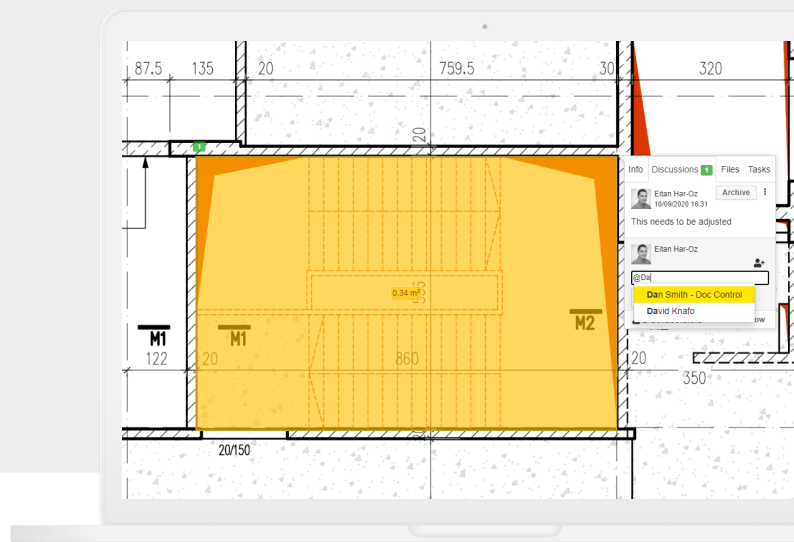 87.5
135
20
759.5
30
320
20
1
Info Discussions 1 Files Tasks
Eitan Har-Oz
Archive
10/09/2020 16:31
This needs to be adjusted
Eitan Har-Oz
@Da
Dan Smith - Doc Control
David Knafo
0.34 m²
M1
M1
M2
122
20
860
20
350
20/150